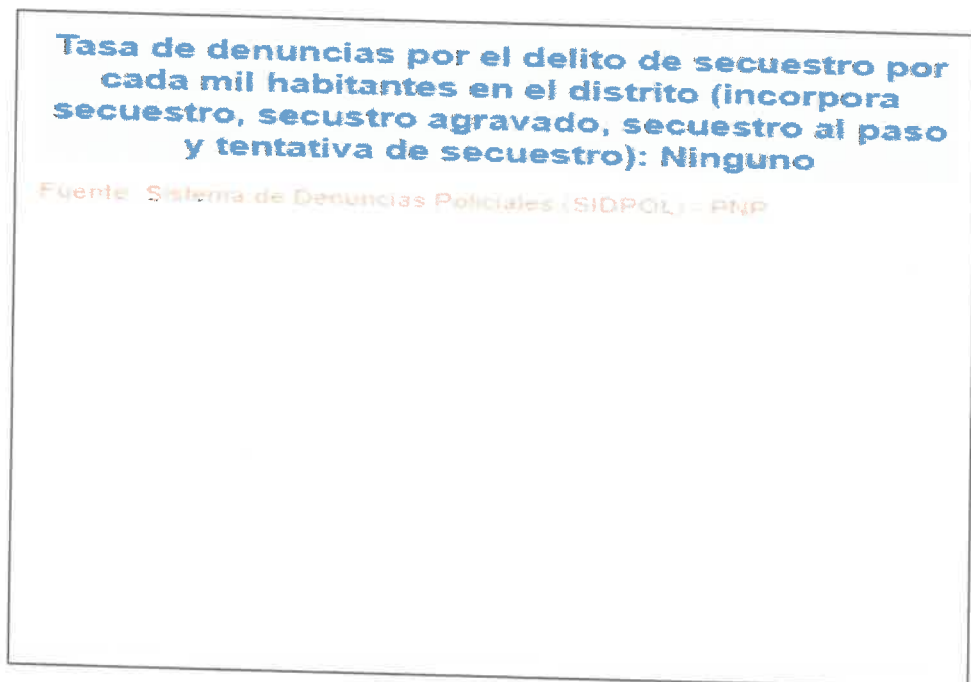 Tasa de denuncias por el delito de secuestro por
cada mil habitantes en el distrito (incorpora
secuestro, secustro agravado, secuestro al paso
y tentativa de secuestro): Ninguno
Fuente: Sistema de Denuncias Policiales (SIDPOL) - PNP